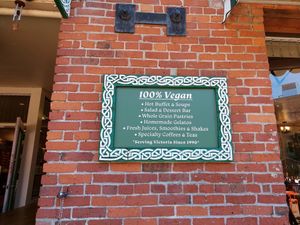 100% Vegan
• Hot Buffet & Soups
• Salad & Dessert Bar
• Whole Grain Pastries
• Homemade Gelatos
• Fresh Juices, Smoothies & Shakes
• Specialty Coffees & Teas
"Serving Victoria Since 1990"